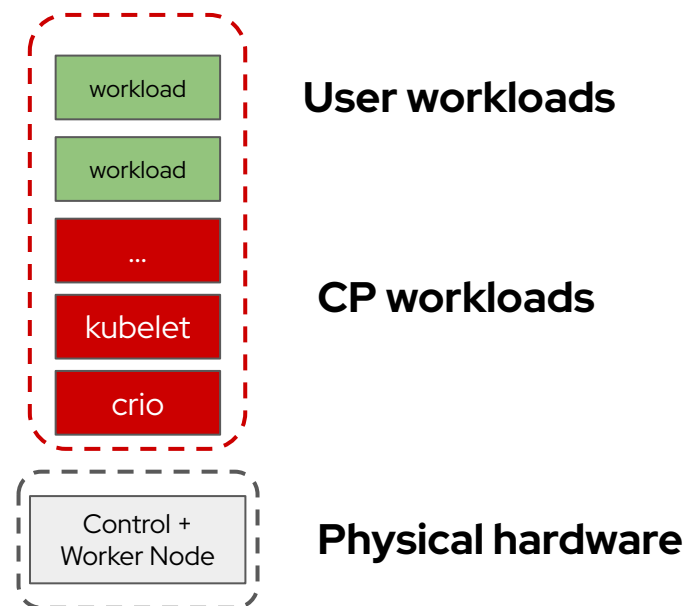 workload
User workloads
workload
...
CP workloads
kubelet
crio
Control +
Worker Node
Physical hardware